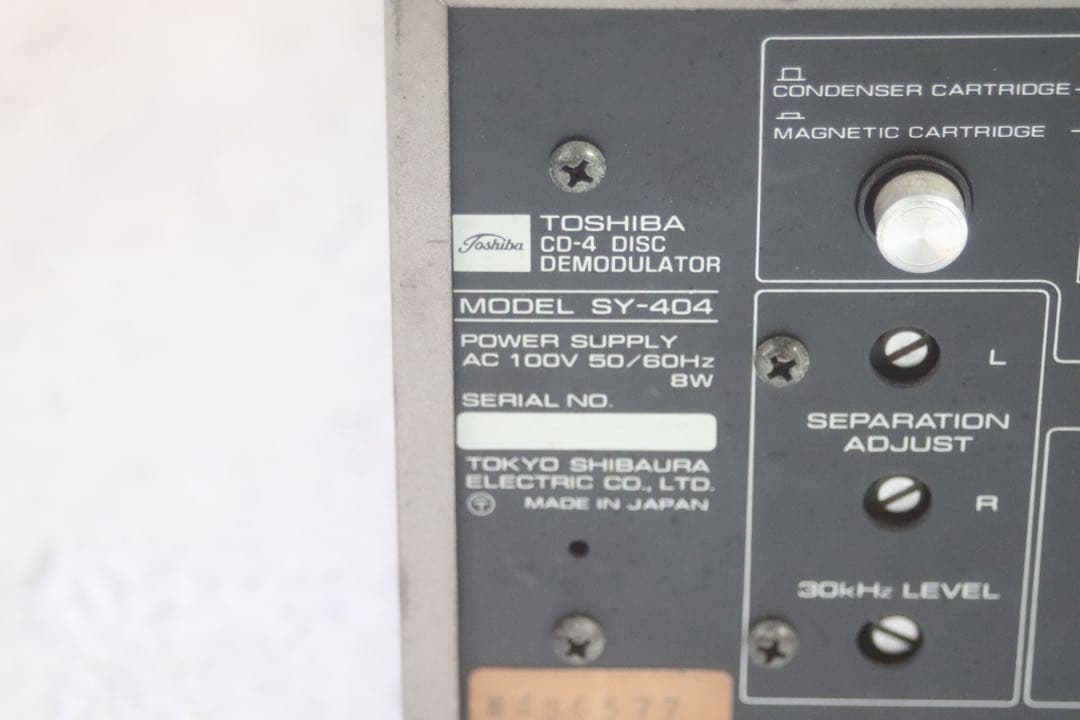 CONDENSER CARTRIDGE
MAGNETIC CARTRIDGE
Toshiba
TOSHIBA
CD-4 DISC
DEMODULATOR
MODEL SY-404
POWER SUPPLY
AC 100V 50/60Hz
8W
SERIAL NO.
TOKYO SHIBAURA
ELECTRIC CO., LTD.
MADE IN JAPAN
L
SEPARATION
ADJUST
R
30kHz LEVEL